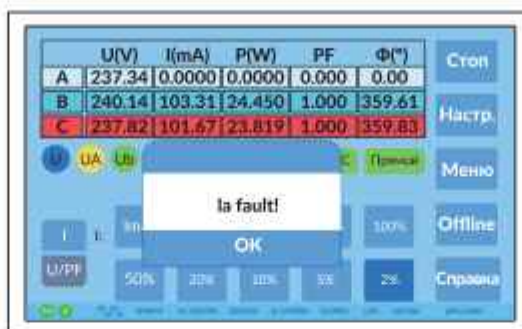 U(V) I(mA) P(W) PF Φ(°)
A 237.34 0.0000 0.0000 0.000 0.00
B 240.14 103.31 24.450 1.000 359.61
C 237.82 101.67 23.819 1.000 359.83
Стоп
Настр.
Меню
Offline
Справка
U UA Ub C Прямая
Ia fault!
OK
I I: 100%
U/PF 50% 20% 10% 5% 2%